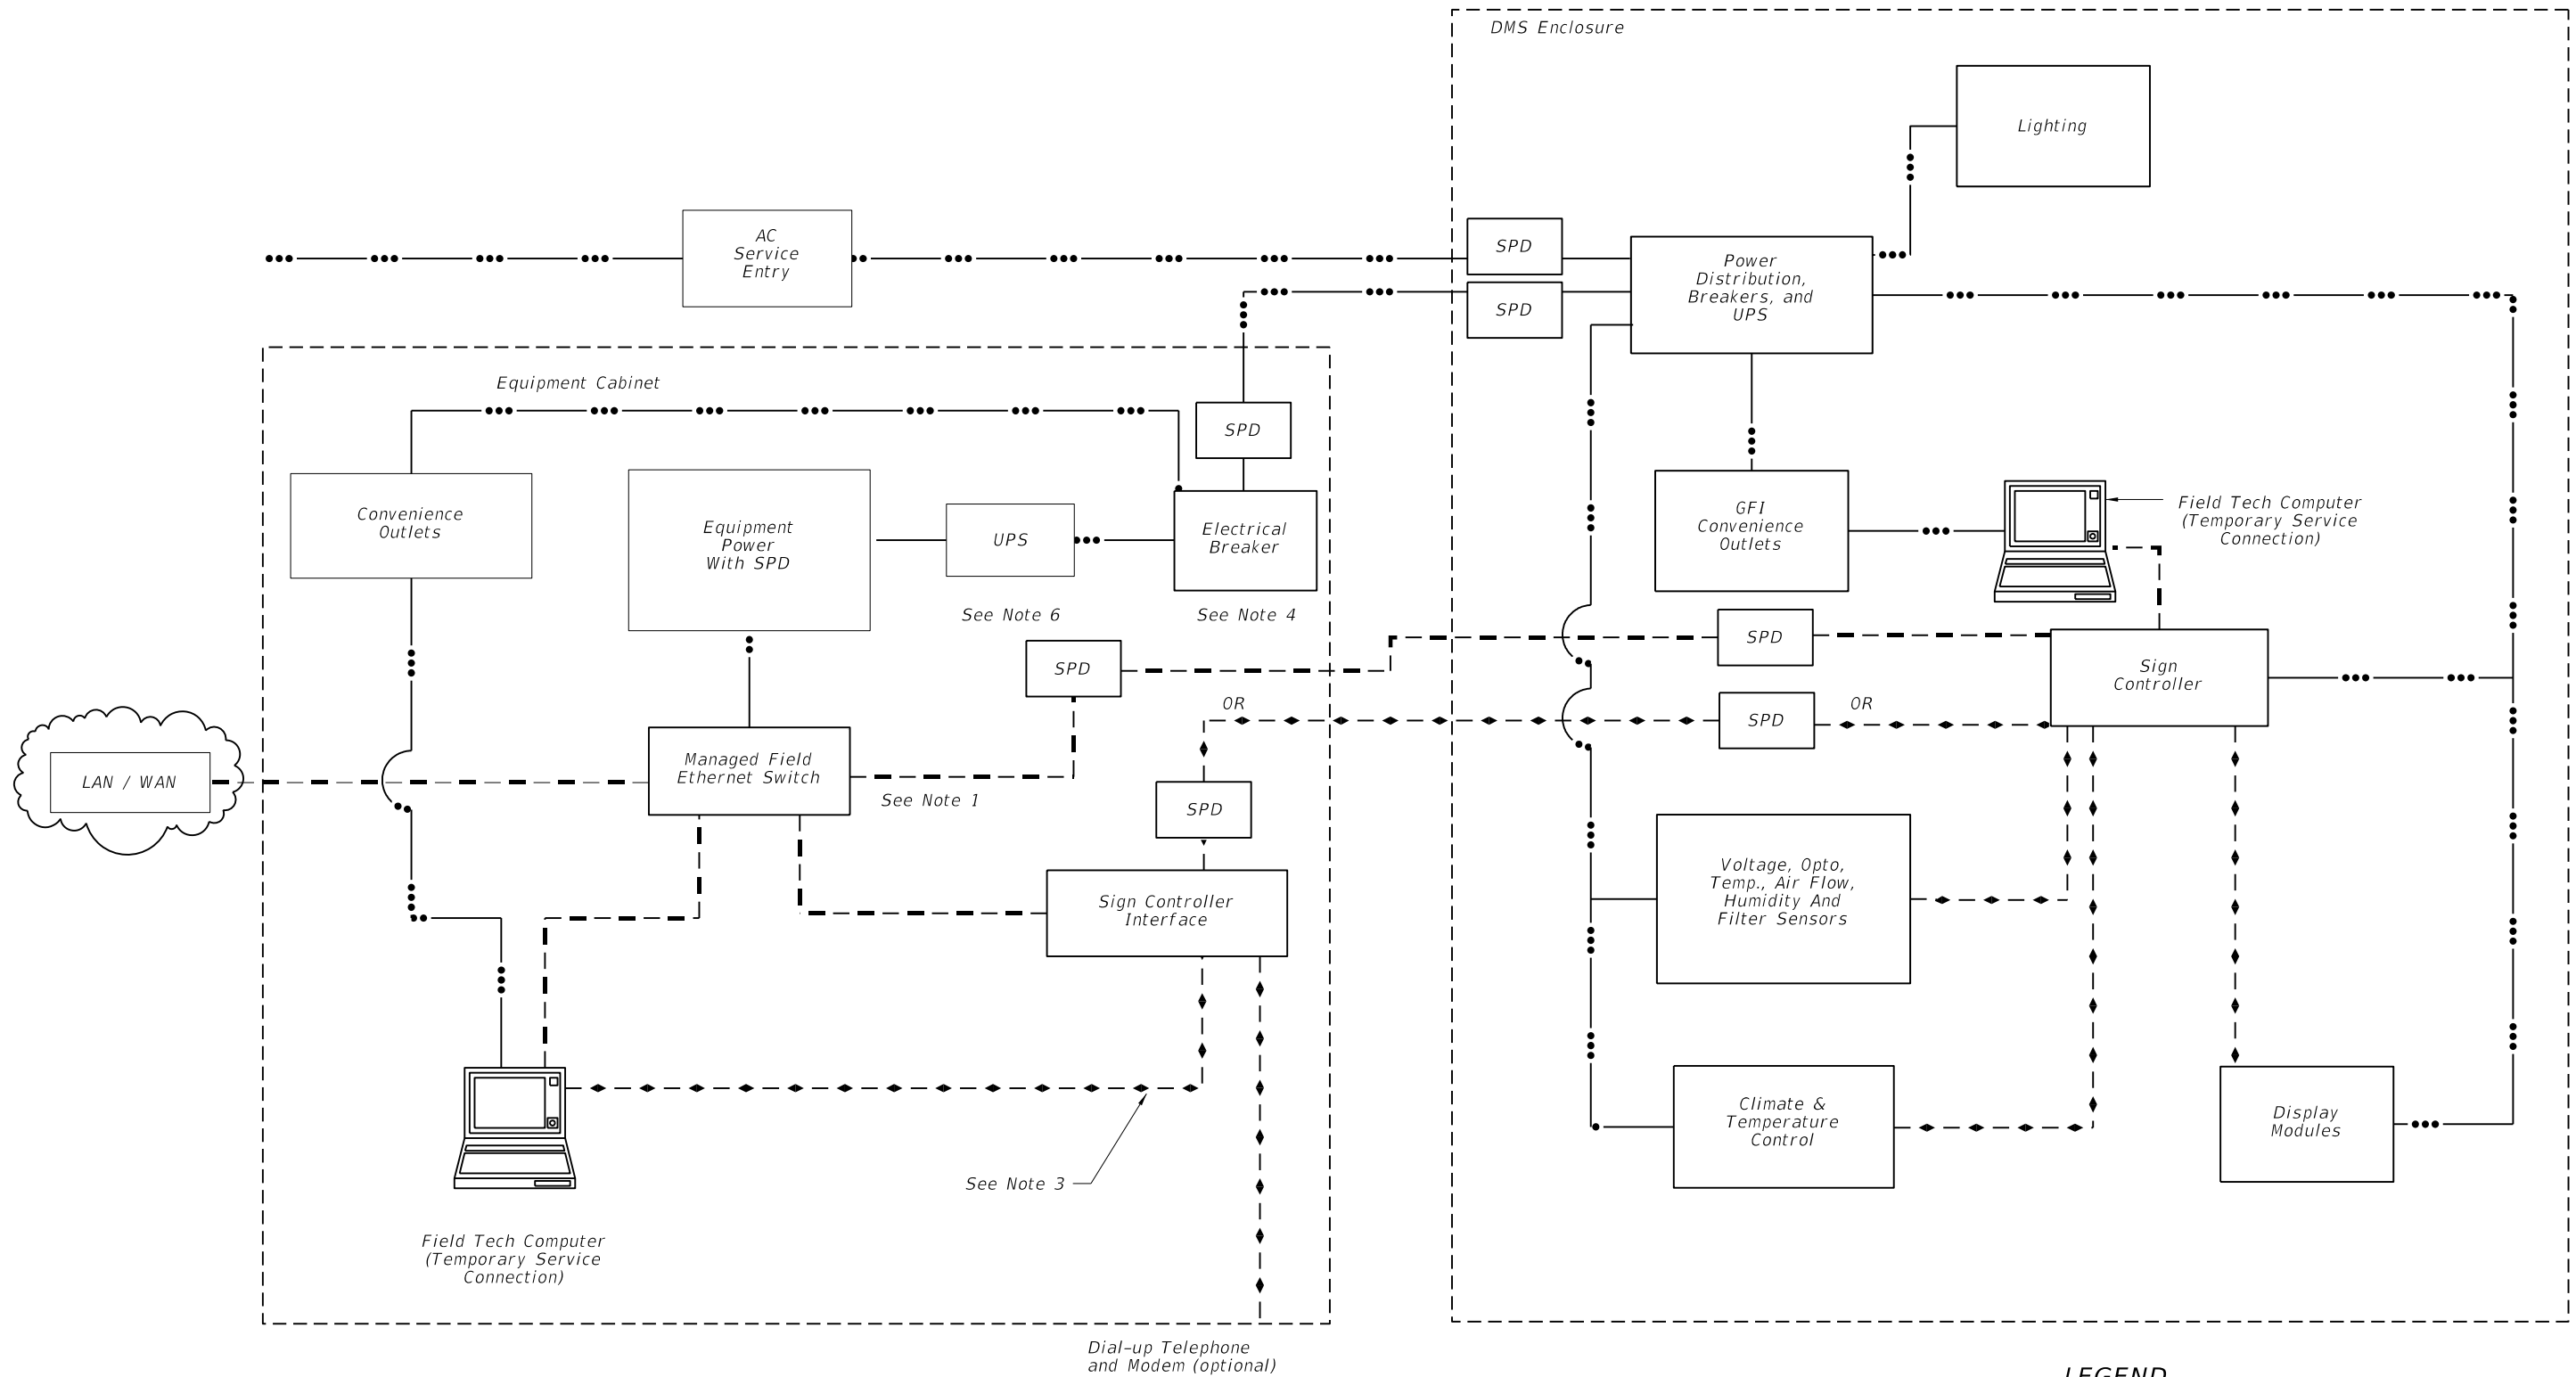 DMS Enclosure
Lighting
AC
Service
Entry
SPD
SPD
Power
Distribution,
Breakers, and
UPS
Equipment Cabinet
SPD
Convenience
Outlets
Equipment
Power
With SPD
UPS
Electrical
Breaker
See Note 6
See Note 4
GFI
Convenience
Outlets
Field Tech Computer
(Temporary Service
Connection)
SPD
SPD
Sign
Controller
OR
SPD
OR
LAN / WAN
Managed Field
Ethernet Switch
See Note 1
SPD
Sign Controller
Interface
Voltage, Opto,
Temp., Air Flow,
Humidity And
Filter Sensors
Climate &
Temperature
Control
Display
Modules
See Note 3
Field Tech Computer
(Temporary Service
Connection)
Dial-up Telephone
and Modem (optional)
LEGEND